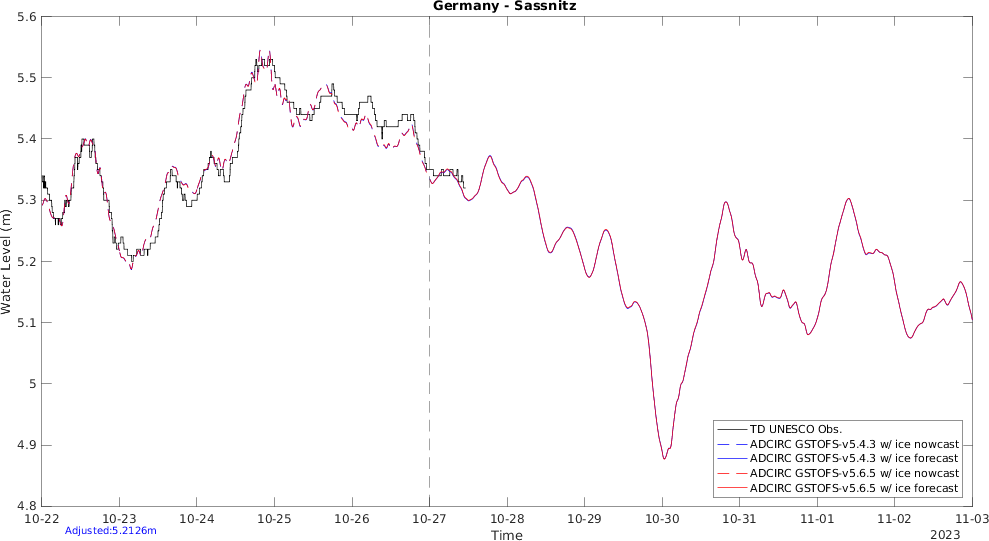 Germany - Sassnitz
5.6
5.5
5.4
5.3
5.2
5.1
5
4.9
4.8
Water Level (m)
10-22 10-23 10-24 10-25 10-26 10-27 10-28 10-29 10-30 10-31 11-01 11-02 11-03
Adjusted:5.2126m
Time
2023
TD UNESCO Obs.
ADCIRC GSTOFS-v5.4.3 w/ ice nowcast
ADCIRC GSTOFS-v5.4.3 w/ ice forecast
ADCIRC GSTOFS-v5.6.5 w/ ice nowcast
ADCIRC GSTOFS-v5.6.5 w/ ice forecast